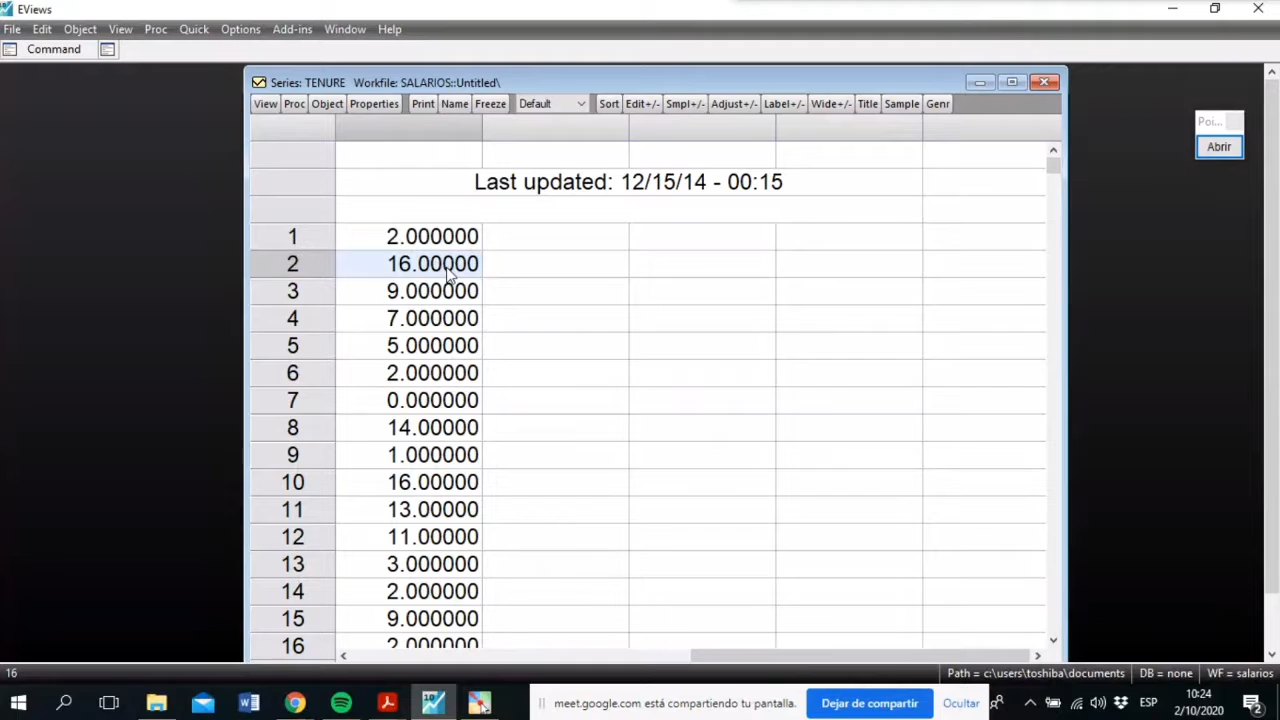 EViews
File Edit Object View Proc Quick Options Add-ins Window Help
Command
Series: TENURE Workfile: SALARIOS::Untitled\
View Proc Object Properties Print Name Freeze Default Sort Edit+/- Smpl+/- Adjust+/- Label+/- Wide+/- Title Sample Genr
Poi...
Abrir
Last updated: 12/15/14 - 00:15
1 2.000000
2 16.00000
3 9.000000
4 7.000000
5 5.000000
6 2.000000
7 0.000000
8 14.00000
9 1.000000
10 16.00000
11 13.00000
12 11.00000
13 3.000000
14 2.000000
15 9.000000
16 2.000000
16 Path = c:\users\toshiba\documents DB = none WF = salarios
meet.google.com está compartiendo tu pantalla. Dejar de compartir Ocultar ESP 10:24
2/10/2020 2